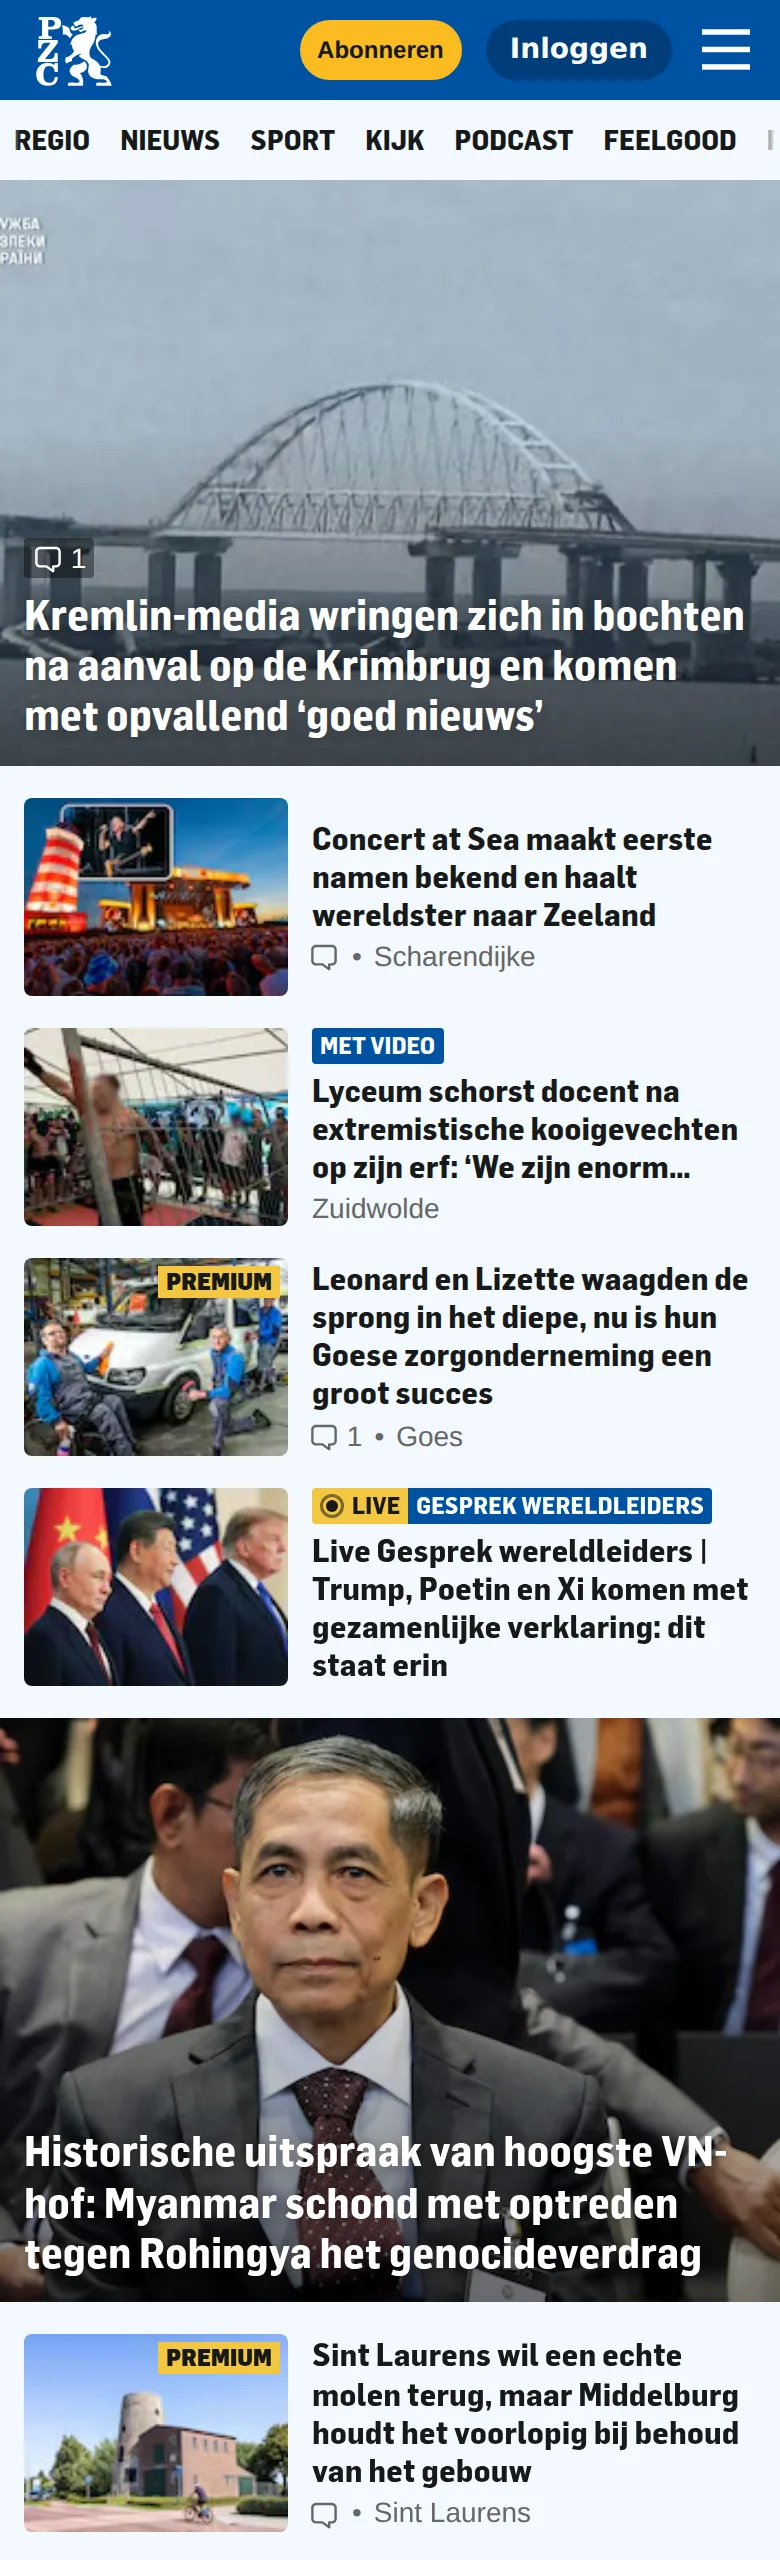 PZC
Abonneren
Inloggen
REGIO NIEUWS SPORT KIJK PODCAST FEELGOOD
УЖБА
ЗПЕКИ
РАЇНИ
1
Kremlin-media wringen zich in bochten
na aanval op de Krimbrug en komen
met opvallend ‘goed nieuws’
Concert at Sea maakt eerste
namen bekend en haalt
wereldster naar Zeeland
• Scharendijke
MET VIDEO
Lyceum schorst docent na
extremistische kooigevechten
op zijn erf: ‘We zijn enorm...
Zuidwolde
PREMIUM
Leonard en Lizette waagden de
sprong in het diepe, nu is hun
Goese zorgonderneming een
groot succes
1 • Goes
LIVE GESPREK WERELDLEIDERS
Live Gesprek wereldleiders |
Trump, Poetin en Xi komen met
gezamenlijke verklaring: dit
staat erin
Historische uitspraak van hoogste VN-
hof: Myanmar schond met optreden
tegen Rohingya het genocideverdrag
PREMIUM
Sint Laurens wil een echte
molen terug, maar Middelburg
houdt het voorlopig bij behoud
van het gebouw
• Sint Laurens